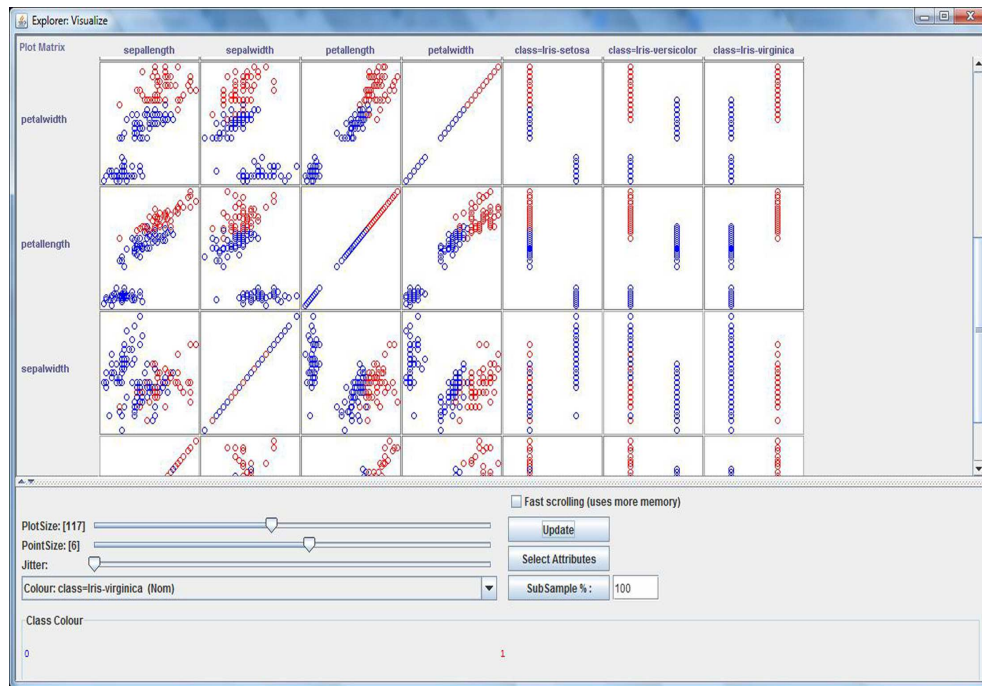 Explorer: Visualize
Plot Matrix
sepallength
sepalwidth
petallength
petalwidth
class=Iris-setosa
class=Iris-versicolor
class=Iris-virginica
petalwidth
petallength
sepalwidth
Fast scrolling (uses more memory)
PlotSize: [117]
Update
PointSize: [6]
Select Attributes
Jitter:
Colour: class=Iris-virginica (Nom)
SubSample % :
100
Class Colour
0
1